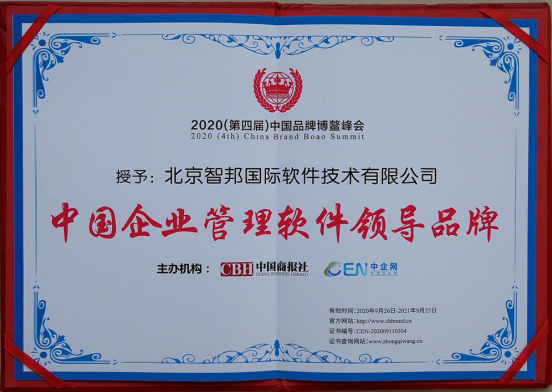 2020(第四届)中国品牌博鳌峰会
2020 (4th) China Brand Boao Summit
授予：北京智邦国际软件技术有限公司
中国企业管理软件领导品牌
主办机构： CBH 中国商报社 CHINA BUSINESS HERALD CEN 中企网
有效时间:2020年9月26日-2021年9月25日
官方网站:http://www.chbrand.cn
证书编号:CEN-202009110504
证书查询网站:www.zhongqiwang.cn